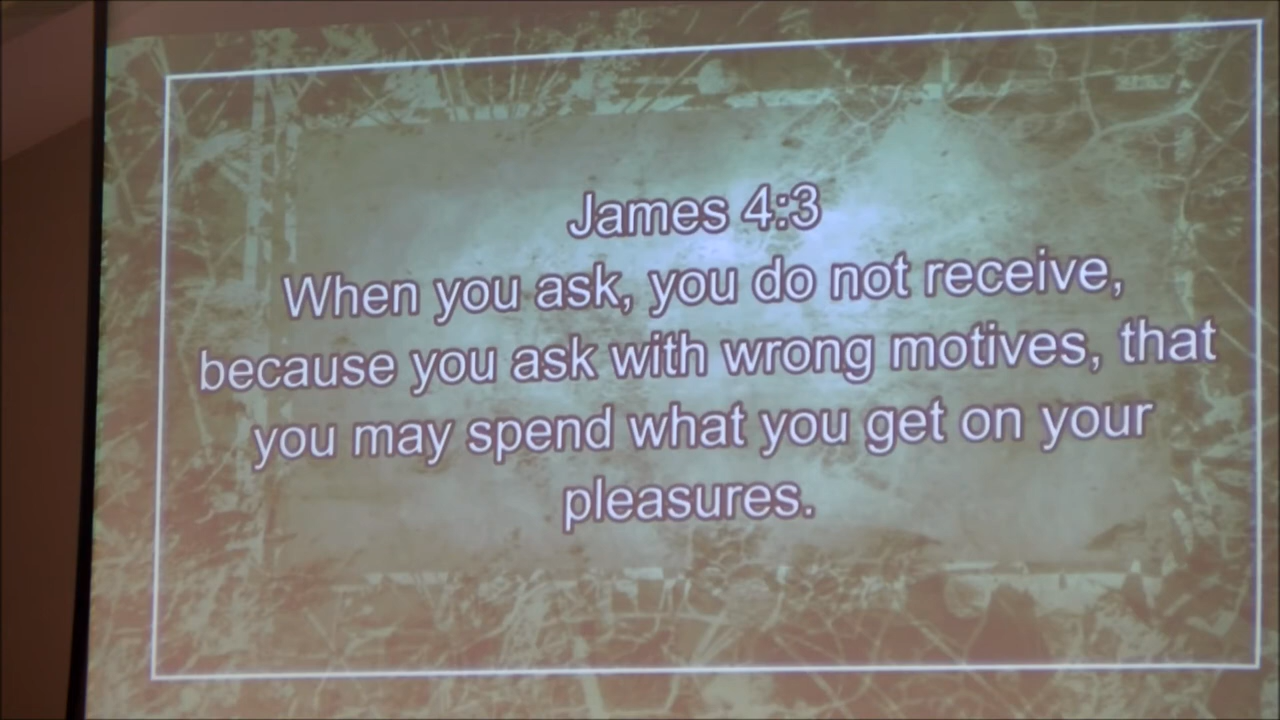 James 4:3
When you ask, you do not receive,
because you ask with wrong motives, that
you may spend what you get on your
pleasures.